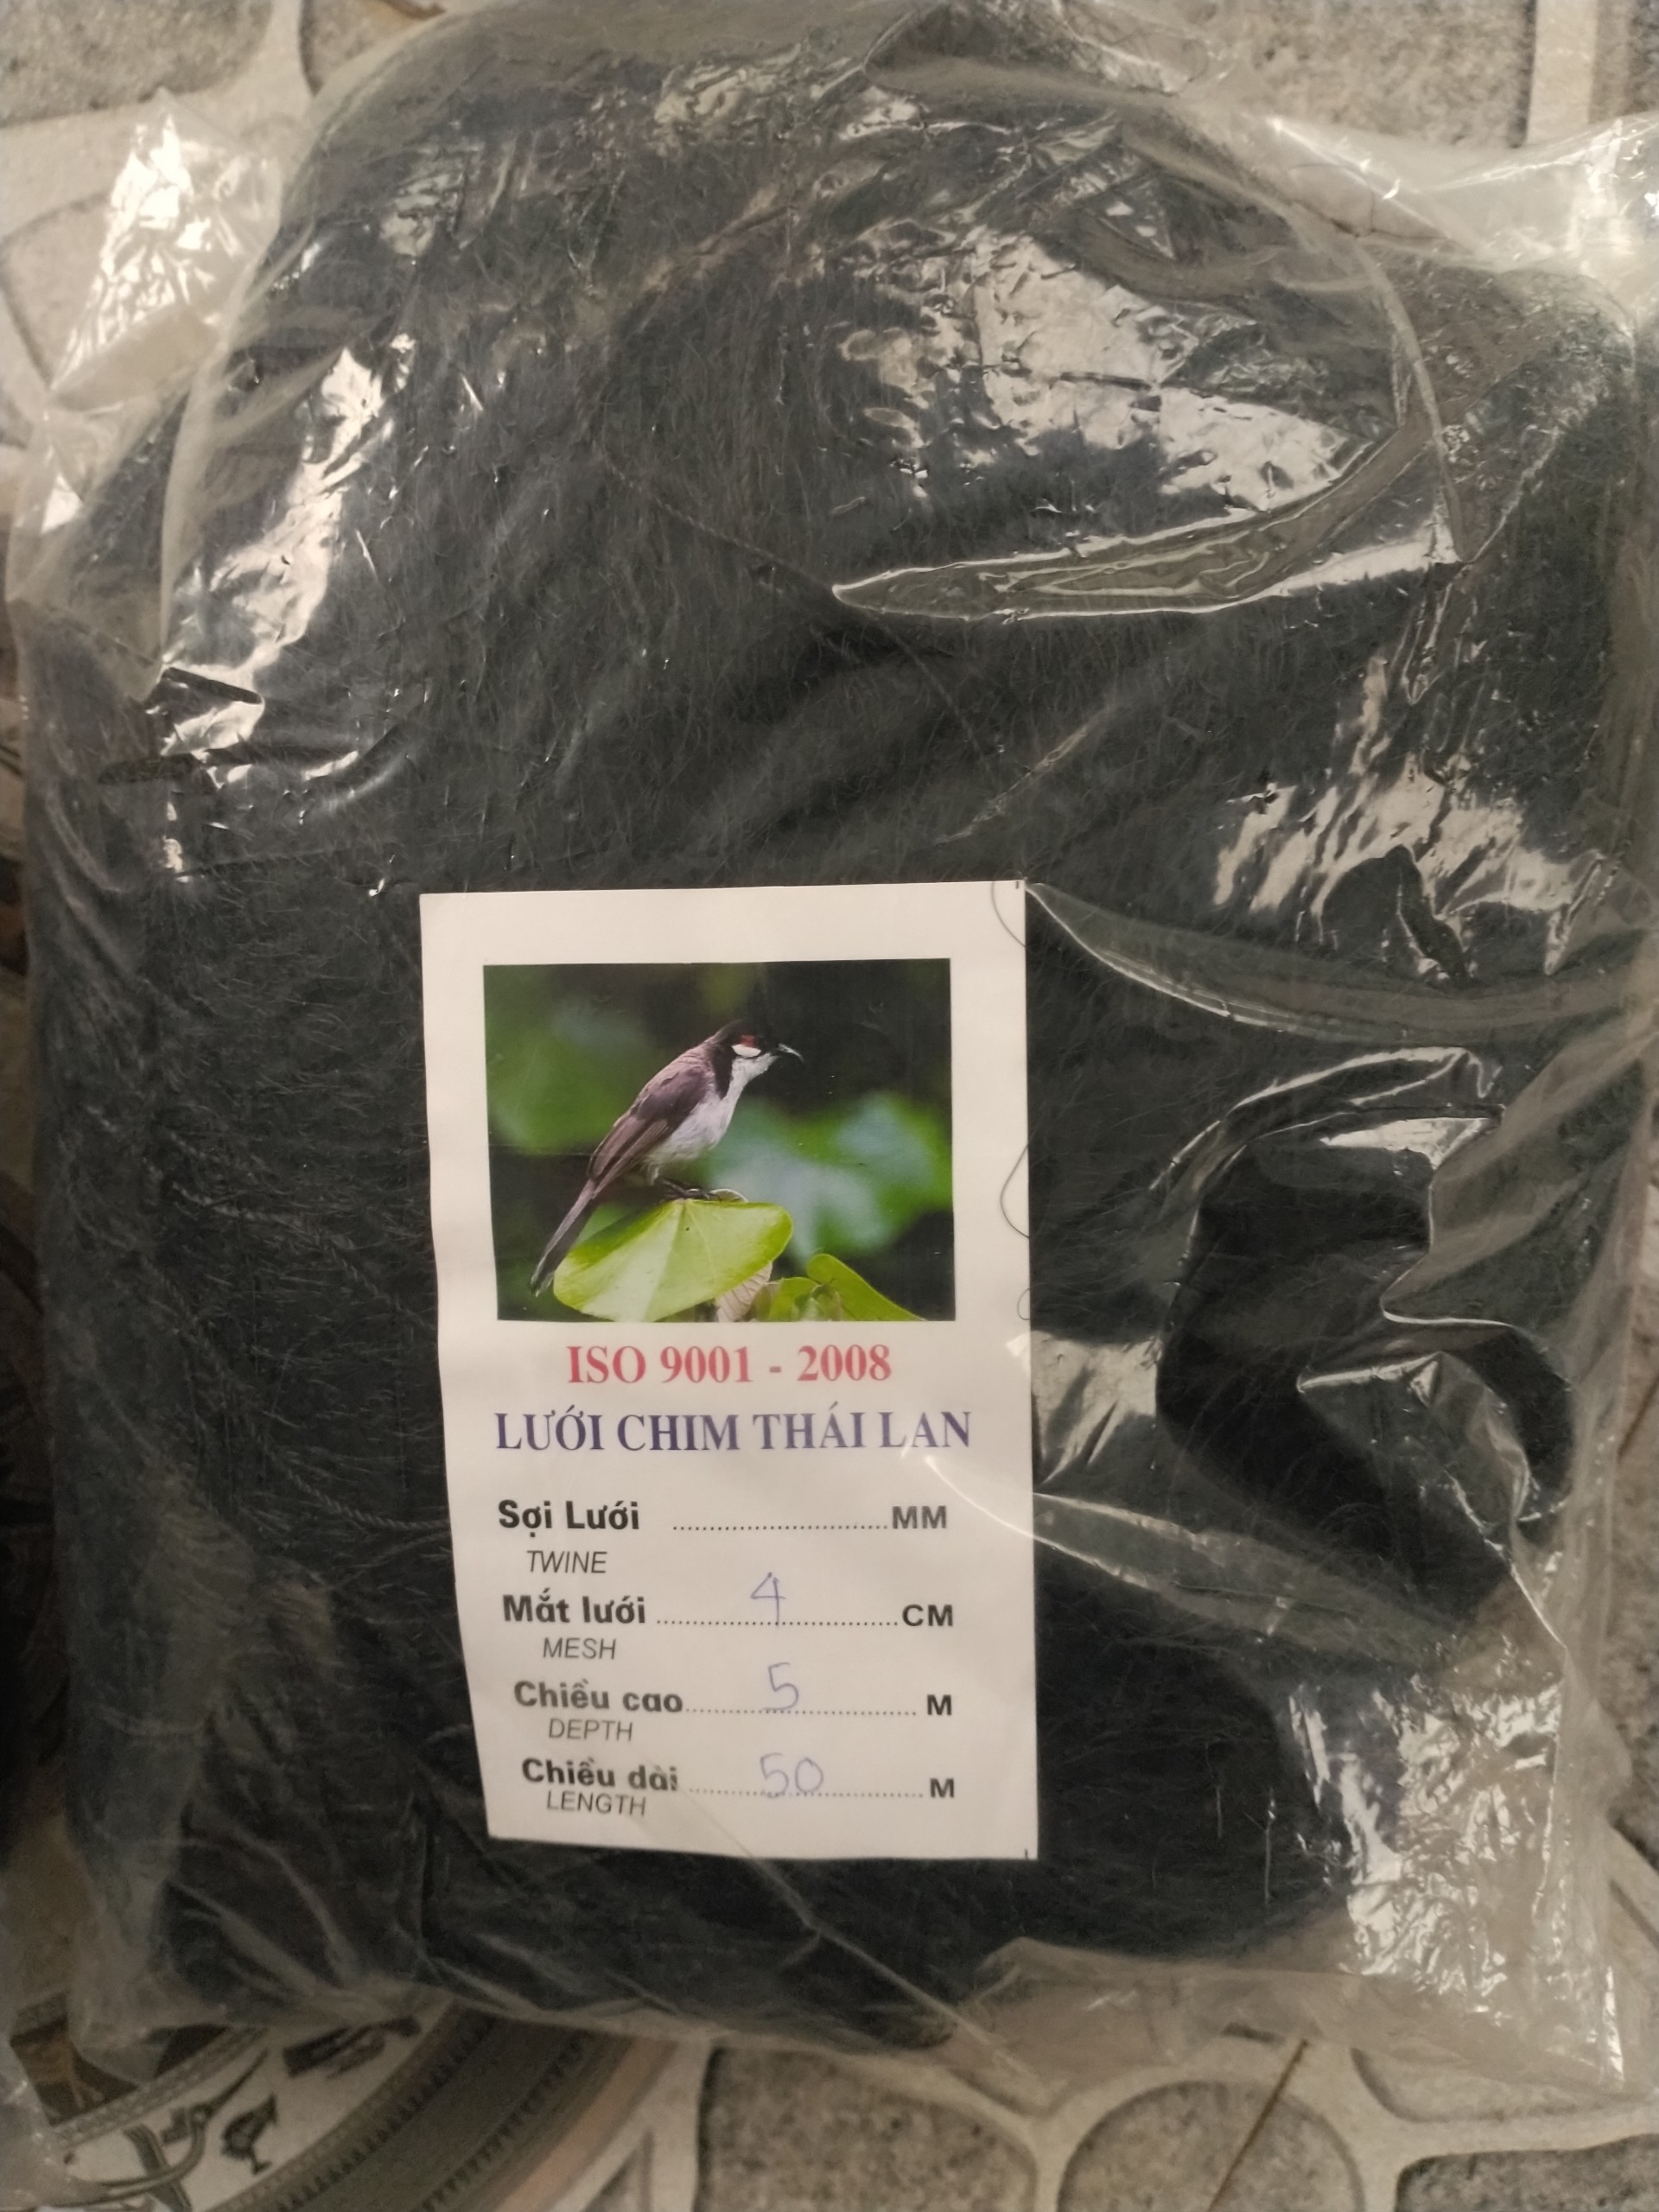 ISO 9001 - 2008
LƯỚI CHIM THÁI LAN
Sợi Lưới ..............................MM
TWINE
Mắt lưới ..........4..........CM
MESH
Chiều cao..........5.......... M
DEPTH
Chiều dài ..........50.......... M
LENGTH